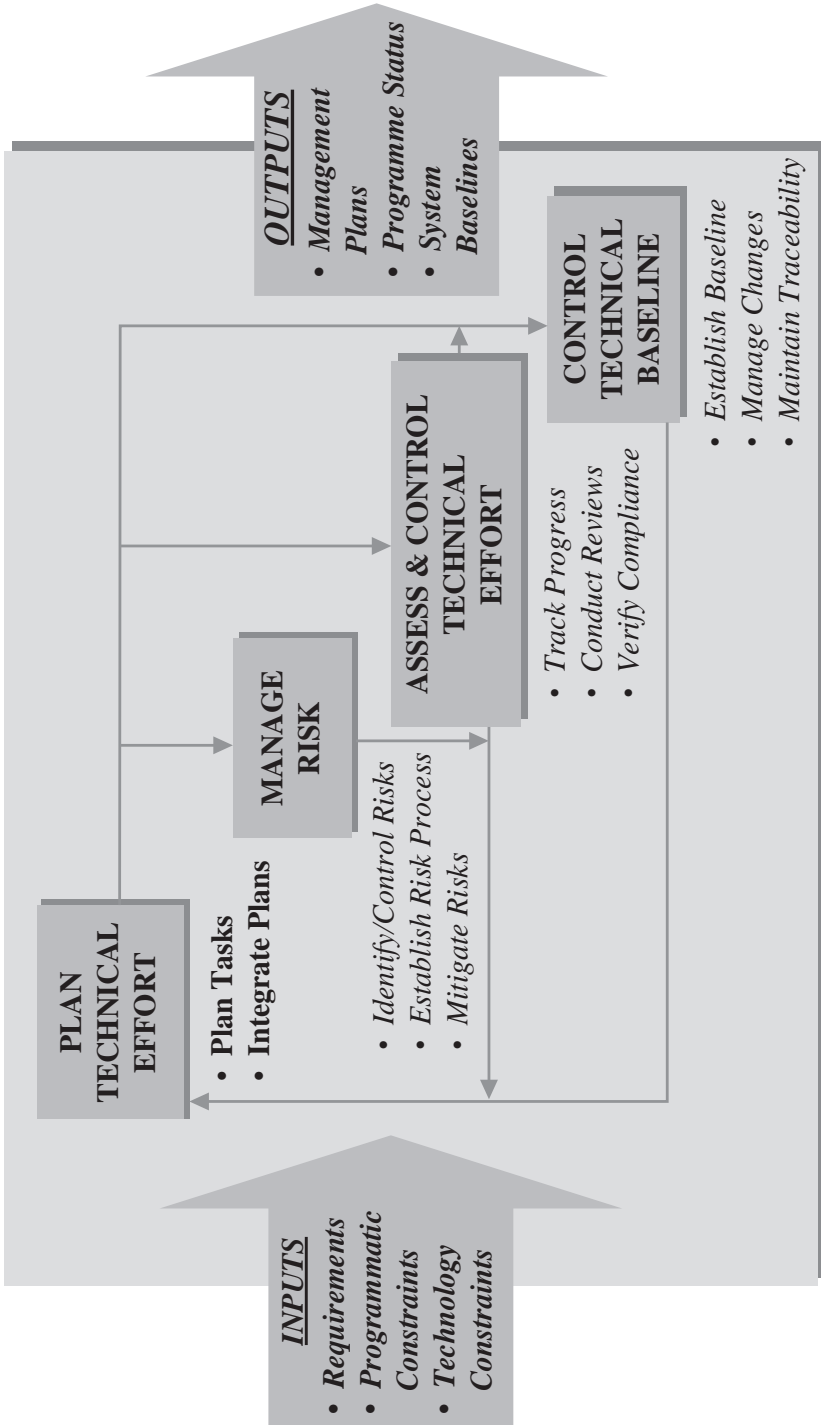 INPUTS
• Requirements
• Programmatic
Constraints
• Technology
Constraints
PLAN
TECHNICAL
EFFORT
• Plan Tasks
• Integrate Plans
MANAGE
RISK
• Identify/Control Risks
• Establish Risk Process
• Mitigate Risks
ASSESS & CONTROL
TECHNICAL
EFFORT
• Track Progress
• Conduct Reviews
• Verify Compliance
CONTROL
TECHNICAL
BASELINE
• Establish Baseline
• Manage Changes
• Maintain Traceability
OUTPUTS
• Management
Plans
• Programme Status
• System
Baselines